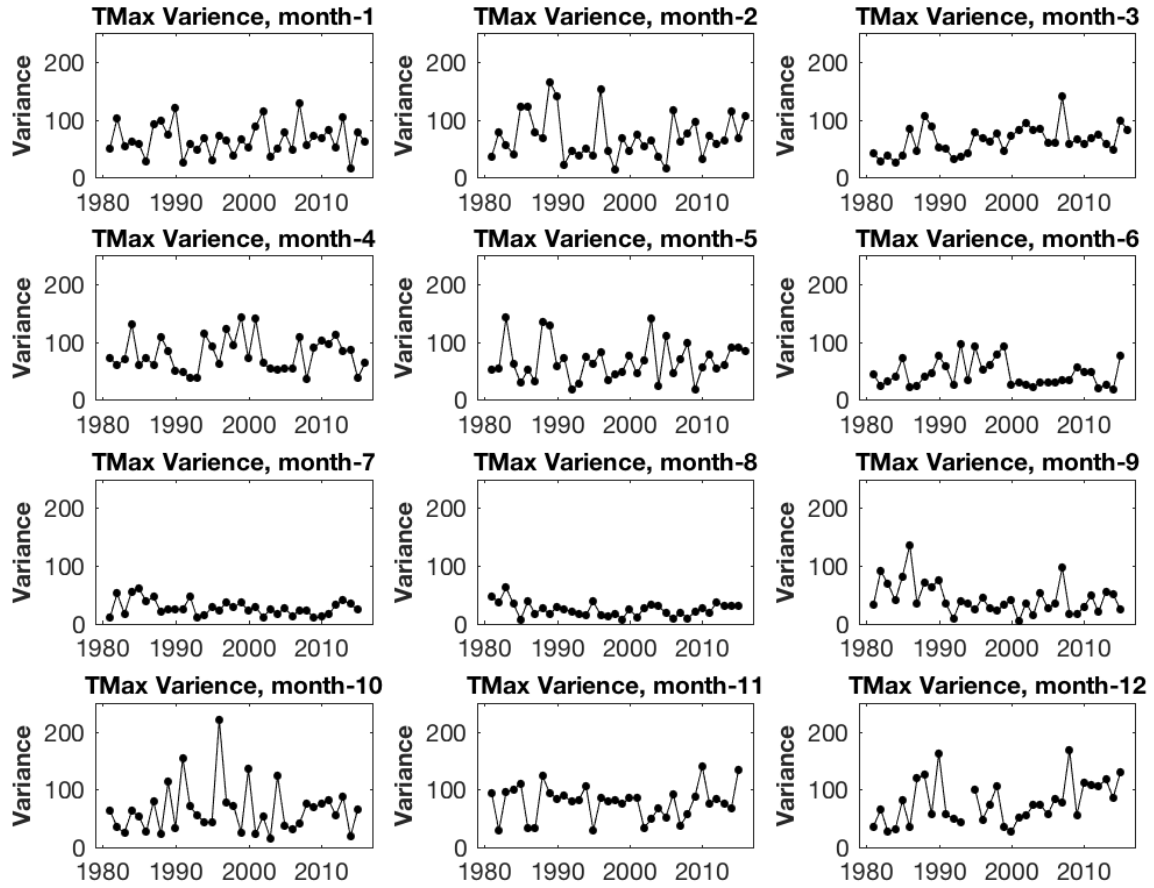 TMax Varience, month-1
TMax Varience, month-2
TMax Varience, month-3
Variance
200
100
0
1980 1990 2000 2010
Variance
200
100
0
1980 1990 2000 2010
Variance
200
100
0
1980 1990 2000 2010
TMax Varience, month-4
TMax Varience, month-5
TMax Varience, month-6
Variance
200
100
0
1980 1990 2000 2010
Variance
200
100
0
1980 1990 2000 2010
Variance
200
100
0
1980 1990 2000 2010
TMax Varience, month-7
TMax Varience, month-8
TMax Varience, month-9
Variance
200
100
0
1980 1990 2000 2010
Variance
200
100
0
1980 1990 2000 2010
Variance
200
100
0
1980 1990 2000 2010
TMax Varience, month-10
TMax Varience, month-11
TMax Varience, month-12
Variance
200
100
0
1980 1990 2000 2010
Variance
200
100
0
1980 1990 2000 2010
Variance
200
100
0
1980 1990 2000 2010